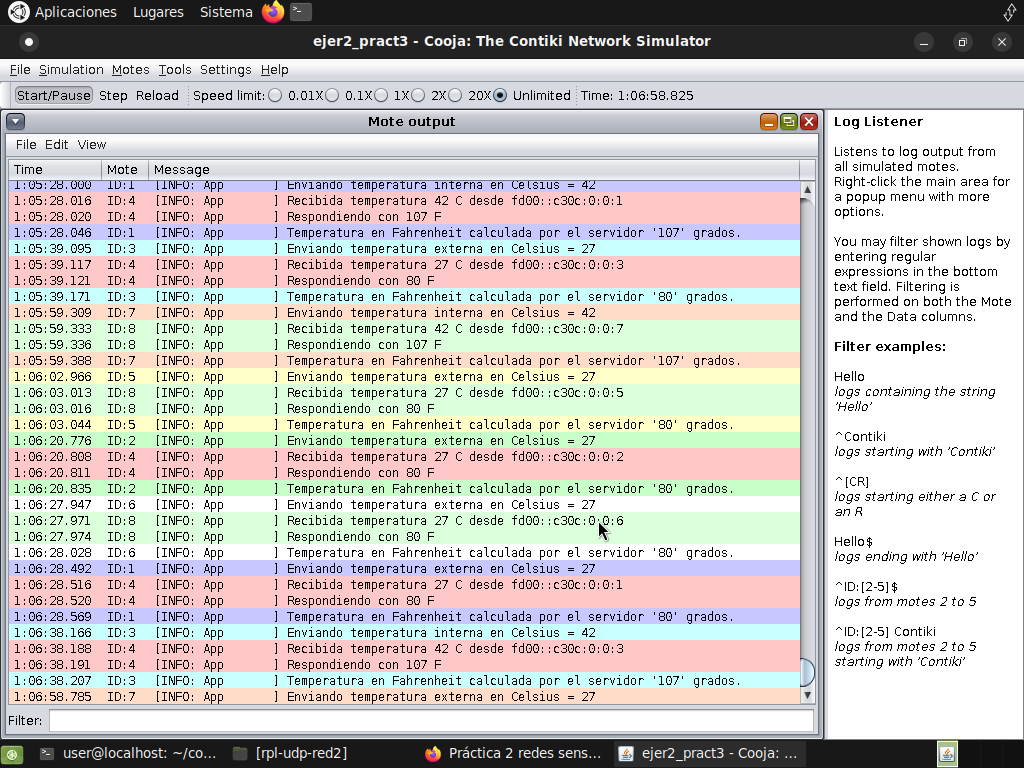 Aplicaciones Lugares Sistema
ejer2_pract3 - Cooja: The Contiki Network Simulator
File Simulation Motes Tools Settings Help
Start/Pause Step Reload Speed limit: 0.01X 0.1X 1X 2X 20X Unlimited Time: 1:06:58.825
Mote output
File Edit View
Time Mote Message
1:05:28.000 ID:1 [INFO: App ] Enviando temperatura interna en Celsius = 42
1:05:28.016 ID:4 [INFO: App ] Recibida temperatura 42 C desde fd00::c30c:0:0:1
1:05:28.020 ID:4 [INFO: App ] Respondiendo con 107 F
1:05:28.046 ID:1 [INFO: App ] Temperatura en Fahrenheit calculada por el servidor '107' grados.
1:05:39.095 ID:3 [INFO: App ] Enviando temperatura externa en Celsius = 27
1:05:39.117 ID:4 [INFO: App ] Recibida temperatura 27 C desde fd00::c30c:0:0:3
1:05:39.121 ID:4 [INFO: App ] Respondiendo con 80 F
1:05:39.171 ID:3 [INFO: App ] Temperatura en Fahrenheit calculada por el servidor '80' grados.
1:05:59.309 ID:7 [INFO: App ] Enviando temperatura interna en Celsius = 42
1:05:59.333 ID:8 [INFO: App ] Recibida temperatura 42 C desde fd00::c30c:0:0:7
1:05:59.336 ID:8 [INFO: App ] Respondiendo con 107 F
1:05:59.388 ID:7 [INFO: App ] Temperatura en Fahrenheit calculada por el servidor '107' grados.
1:06:02.966 ID:5 [INFO: App ] Enviando temperatura externa en Celsius = 27
1:06:03.013 ID:8 [INFO: App ] Recibida temperatura 27 C desde fd00::c30c:0:0:5
1:06:03.016 ID:8 [INFO: App ] Respondiendo con 80 F
1:06:03.044 ID:5 [INFO: App ] Temperatura en Fahrenheit calculada por el servidor '80' grados.
1:06:20.776 ID:2 [INFO: App ] Enviando temperatura externa en Celsius = 27
1:06:20.808 ID:4 [INFO: App ] Recibida temperatura 27 C desde fd00::c30c:0:0:2
1:06:20.811 ID:4 [INFO: App ] Respondiendo con 80 F
1:06:20.835 ID:2 [INFO: App ] Temperatura en Fahrenheit calculada por el servidor '80' grados.
1:06:27.947 ID:6 [INFO: App ] Enviando temperatura externa en Celsius = 27
1:06:27.971 ID:8 [INFO: App ] Recibida temperatura 27 C desde fd00::c30c:0:0:6
1:06:27.974 ID:8 [INFO: App ] Respondiendo con 80 F
1:06:28.028 ID:6 [INFO: App ] Temperatura en Fahrenheit calculada por el servidor '80' grados.
1:06:28.492 ID:1 [INFO: App ] Enviando temperatura externa en Celsius = 27
1:06:28.516 ID:4 [INFO: App ] Recibida temperatura 27 C desde fd00::c30c:0:0:1
1:06:28.520 ID:4 [INFO: App ] Respondiendo con 80 F
1:06:28.569 ID:1 [INFO: App ] Temperatura en Fahrenheit calculada por el servidor '80' grados.
1:06:38.166 ID:3 [INFO: App ] Enviando temperatura interna en Celsius = 42
1:06:38.188 ID:4 [INFO: App ] Recibida temperatura 42 C desde fd00::c30c:0:0:3
1:06:38.191 ID:4 [INFO: App ] Respondiendo con 107 F
1:06:38.207 ID:3 [INFO: App ] Temperatura en Fahrenheit calculada por el servidor '107' grados.
1:06:58.785 ID:7 [INFO: App ] Enviando temperatura externa en Celsius = 27
Filter:
Log Listener
Listens to log output from
all simulated motes.
Right-click the main area for
a popup menu with more
options.
You may filter shown logs by
entering regular
expressions in the bottom
text field. Filtering is
performed on both the Mote
and the Data columns.
Filter examples:
Hello
logs containing the string
'Hello'
^Contiki
logs starting with 'Contiki'
^[CR]
logs starting either a C or
an R
Hello$
logs ending with 'Hello'
^ID:[2-5]$
logs from motes 2 to 5
^ID:[2-5] Contiki
logs from motes 2 to 5
starting with 'Contiki'
user@localhost: ~/co... [rpl-udp-red2] Práctica 2 redes sens... ejer2_pract3 - Cooja: ...